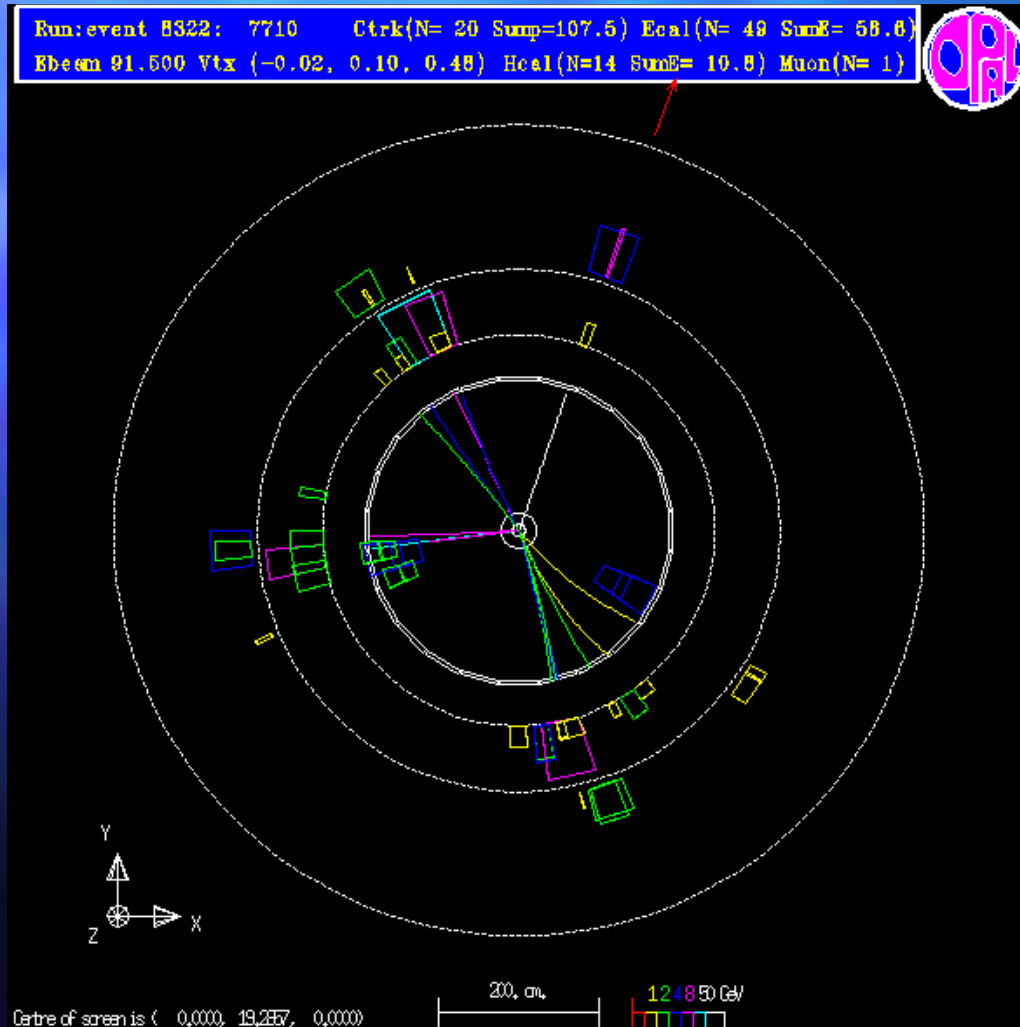 Run:event 8322: 7710 Ctrk(N= 20 Sump=107.5) Ecal(N= 49 SumE= 58.6)
Ebeam 91.500 Vtx (-0.02, 0.10, 0.48) Hcal(N=14 SumE= 10.8) Muon(N= 1)
OPAL
Y
X
Z
200. cm.
1 2 4 8 50 GeV
Centre of screen is ( 0.0000, 19.2857, 0.0000)